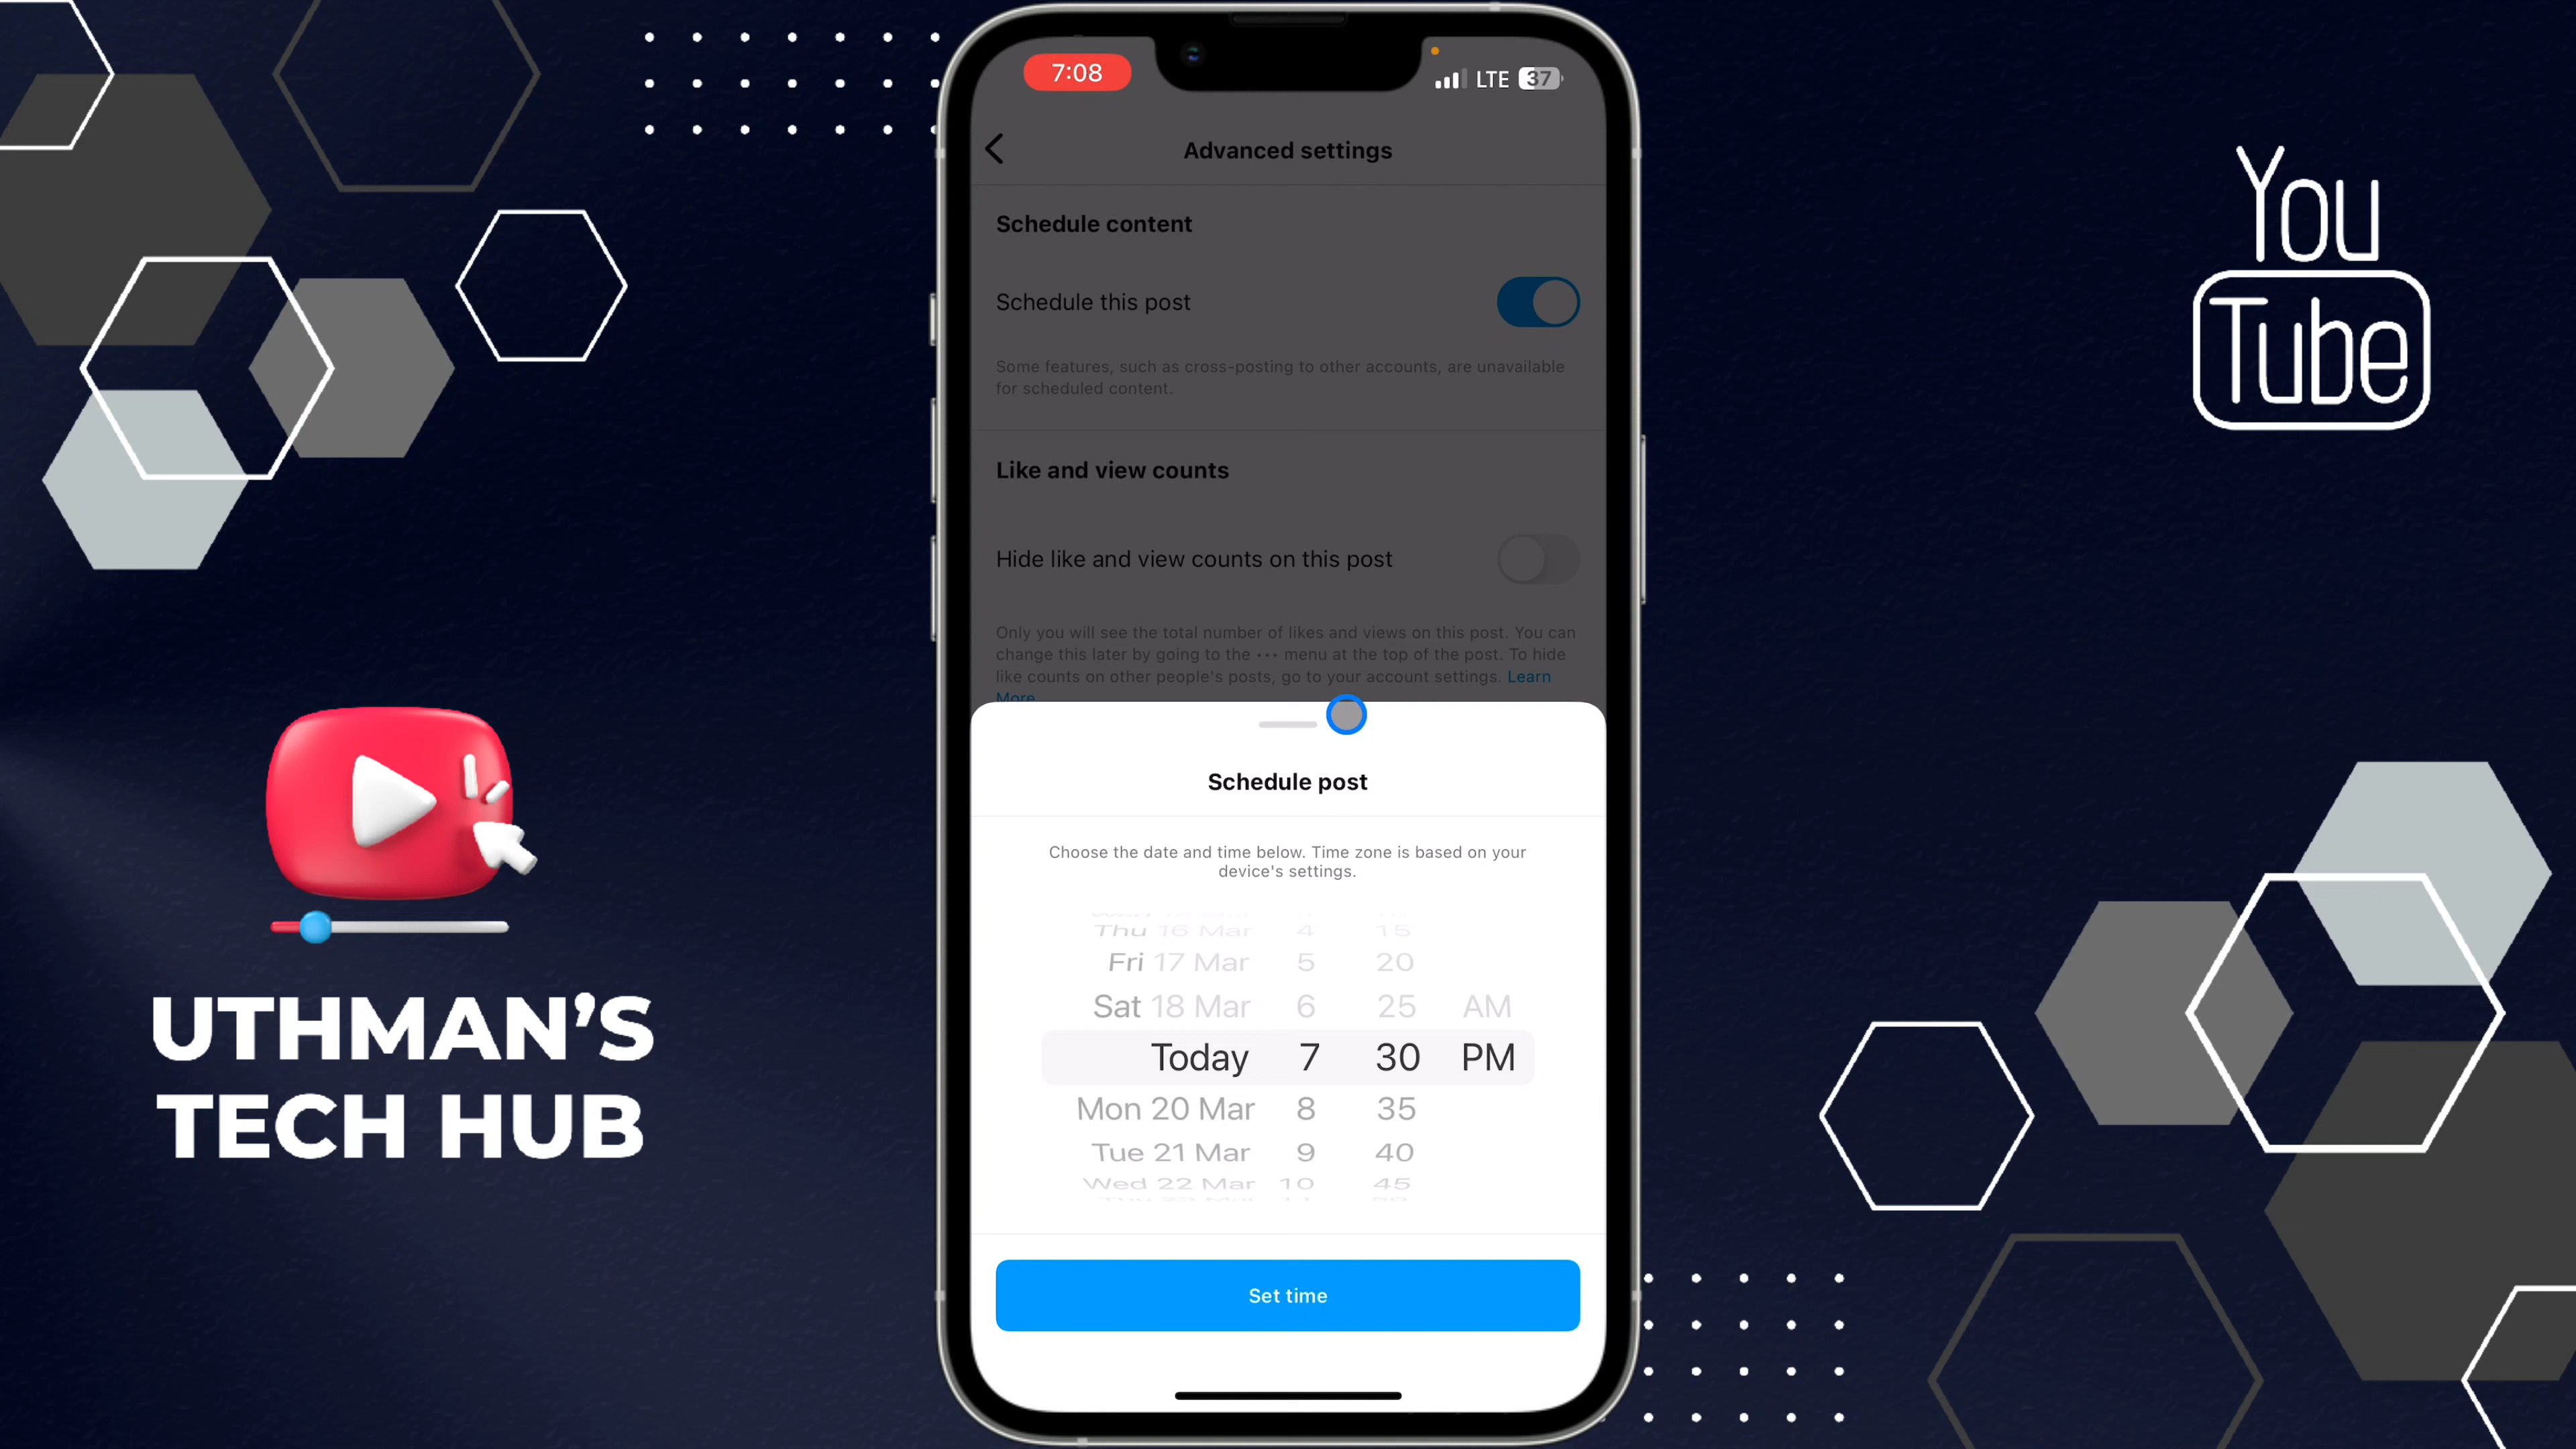 7:08
LTE 37
Advanced settings
Schedule content
Schedule this post
Some features, such as cross-posting to other accounts, are unavailable
for scheduled content.
Like and view counts
Hide like and view counts on this post
Only you will see the total number of likes and views on this post. You can
change this later by going to the ··· menu at the top of the post. To hide
like counts on other people's posts, go to your account settings. Learn
More
Schedule post
Choose the date and time below. Time zone is based on your
device's settings.
Thu 16 Mar 4 15
Fri 17 Mar 5 20
Sat 18 Mar 6 25 AM
Today 7 30 PM
Mon 20 Mar 8 35
Tue 21 Mar 9 40
Wed 22 Mar 10 45
Set time
You
Tube
UTHMAN'S
TECH HUB